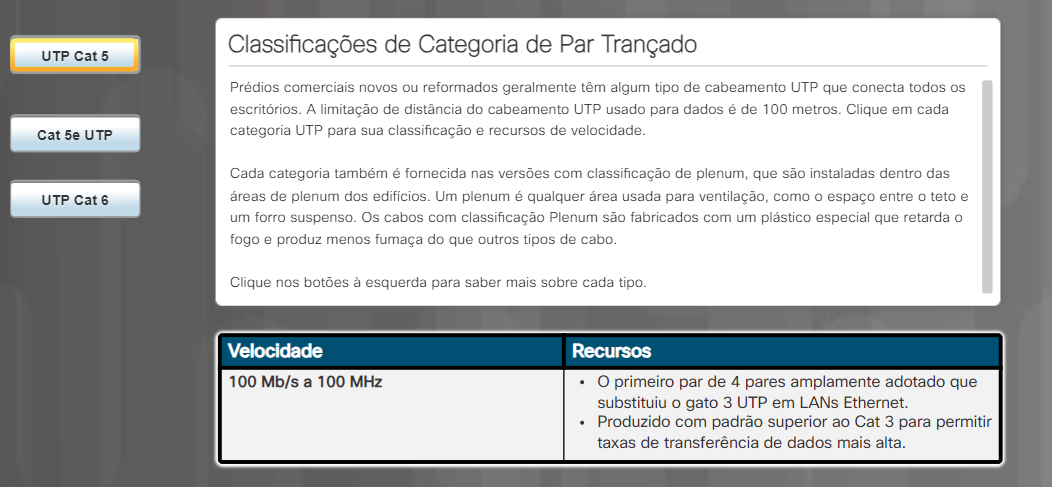 UTP Cat 5
Cat 5e UTP
UTP Cat 6
Classificações de Categoria de Par Trançado
Prédios comerciais novos ou reformados geralmente têm algum tipo de cabeamento UTP que conecta todos os
escritórios. A limitação de distância do cabeamento UTP usado para dados é de 100 metros. Clique em cada
categoria UTP para sua classificação e recursos de velocidade.
Cada categoria também é fornecida nas versões com classificação de plenum, que são instaladas dentro das
áreas de plenum dos edifícios. Um plenum é qualquer área usada para ventilação, como o espaço entre o teto e
um forro suspenso. Os cabos com classificação Plenum são fabricados com um plástico especial que retarda o
fogo e produz menos fumaça do que outros tipos de cabo.
Clique nos botões à esquerda para saber mais sobre cada tipo.
Velocidade
Recursos
100 Mb/s a 100 MHz
• O primeiro par de 4 pares amplamente adotado que
substituiu o gato 3 UTP em LANs Ethernet.
• Produzido com padrão superior ao Cat 3 para permitir
taxas de transferência de dados mais alta.